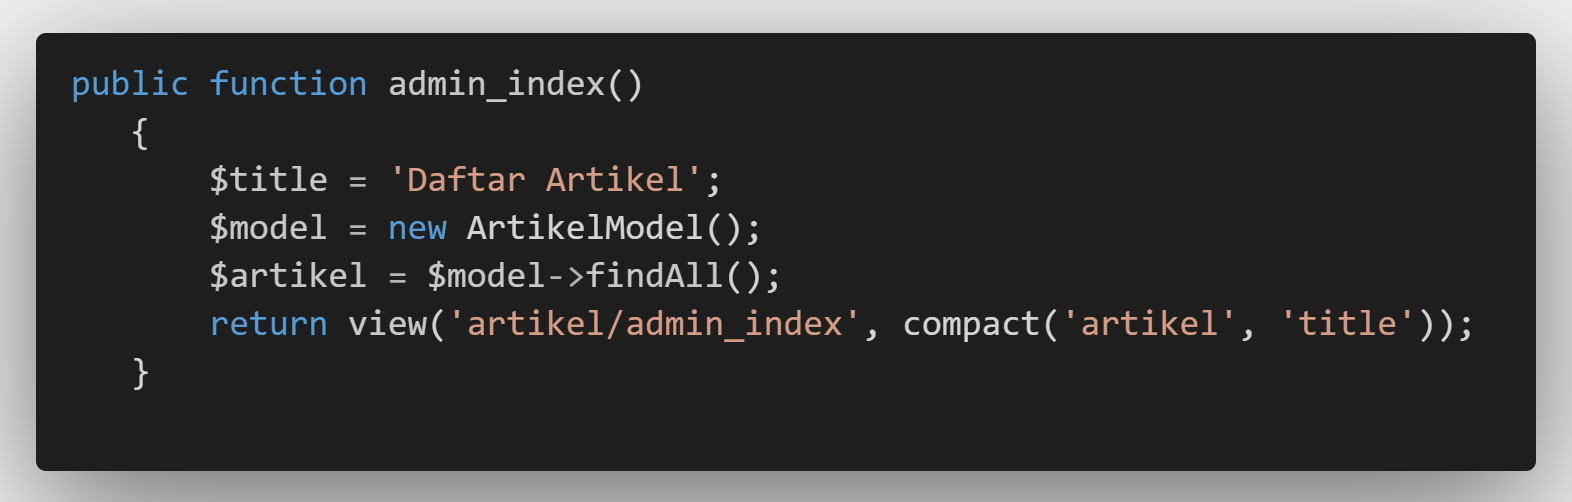 public function admin_index()
{
$title = 'Daftar Artikel';
$model = new ArtikelModel();
$artikel = $model->findAll();
return view('artikel/admin_index', compact('artikel', 'title'));
}